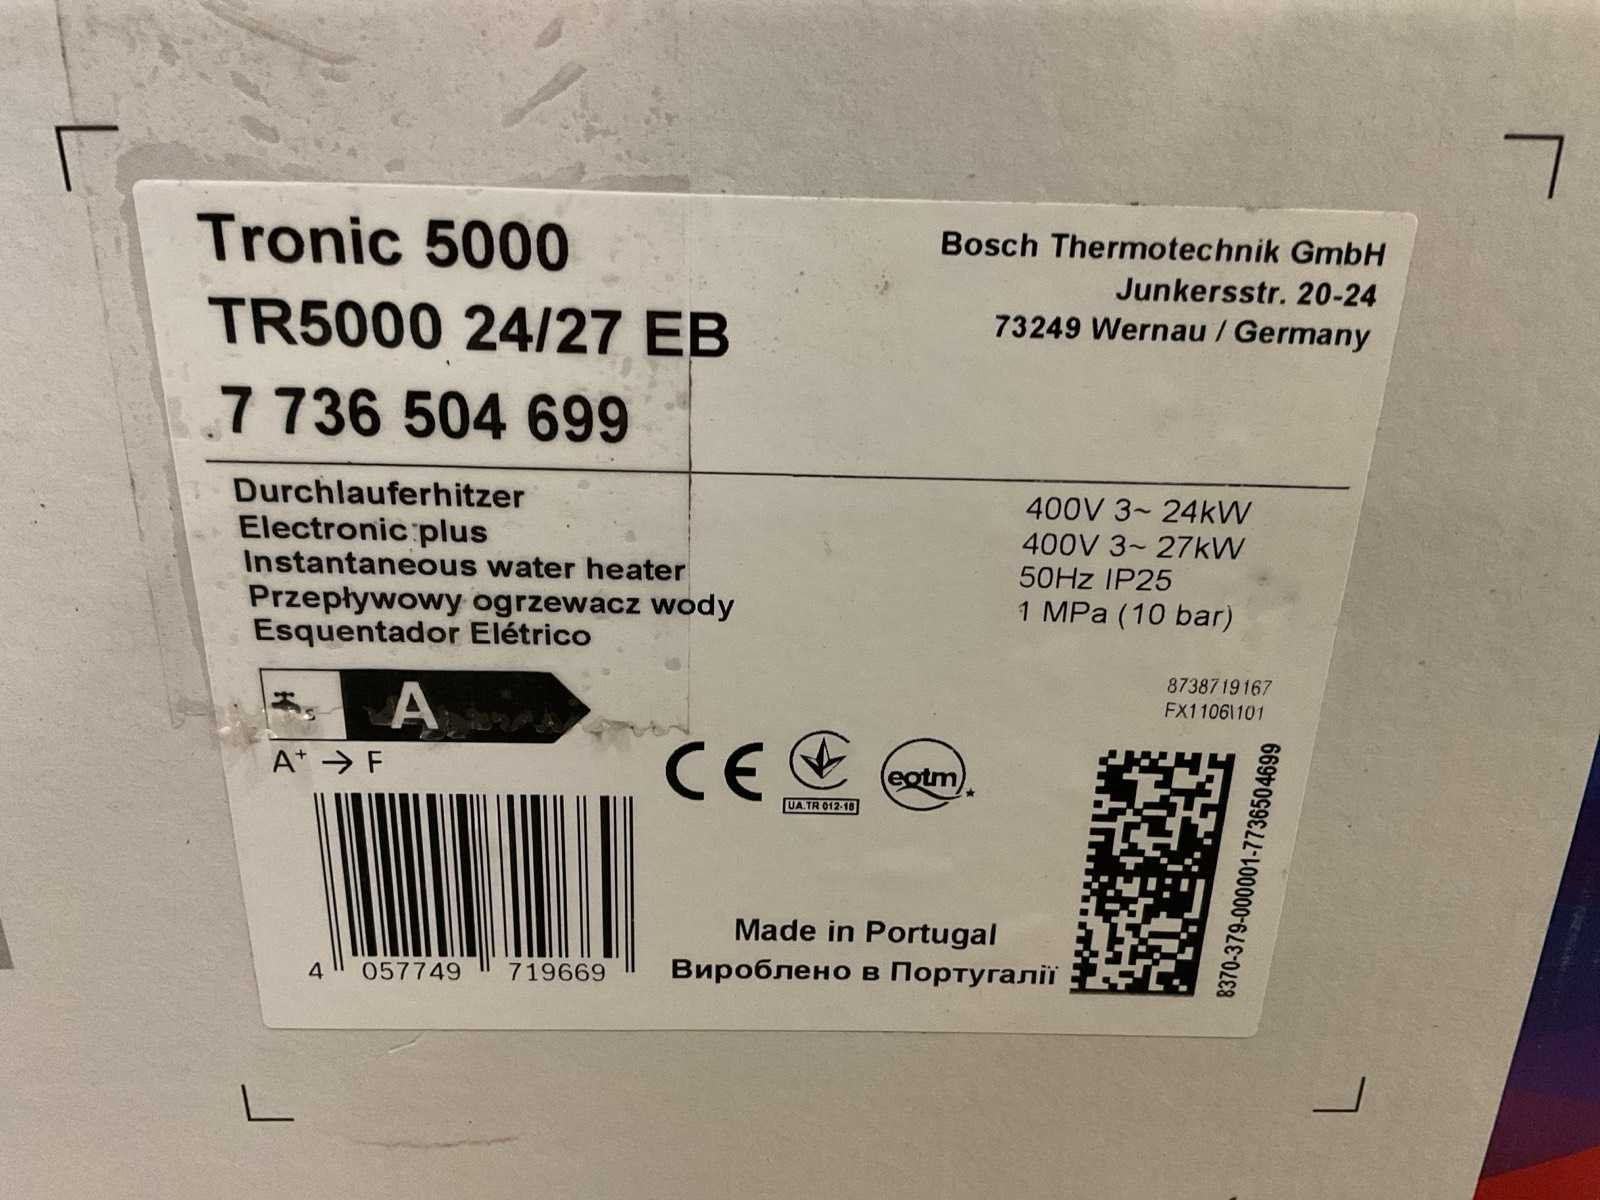 Tronic 5000
TR5000 24/27 EB
7 736 504 699
Bosch Thermotechnik GmbH
Junkersstr. 20-24
73249 Wernau / Germany
Durchlauferhitzer
Electronic plus
Instantaneous water heater
Przepływowy ogrzewacz wody
Esquentador Elétrico
400V 3~ 24kW
400V 3~ 27kW
50Hz IP25
1 MPa (10 bar)
8738719167
FX1106\101
S
A
A⁺ → F
CE
UA.TR 012-18
eqtm
4 057749 719669
Made in Portugal
Вироблено в Португалії
8370-379-000001-7736504699